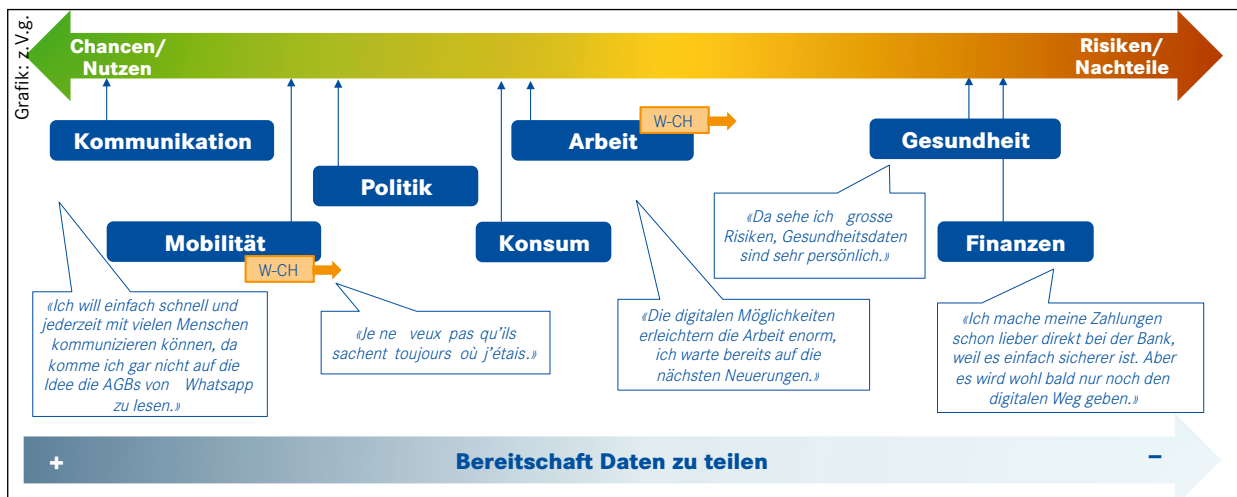 Grafik: z.V.g.
Chancen/
Nutzen
Risiken/
Nachteile
Kommunikation
Arbeit
W-CH
Gesundheit
Politik
Mobilität
W-CH
Konsum
Finanzen
«Da sehe ich grosse
Risiken, Gesundheitsdaten
sind sehr persönlich.»
«Ich will einfach schnell und
jederzeit mit vielen Menschen
kommunizieren können, da
komme ich gar nicht auf die
Idee die AGBs von Whatsapp
zu lesen.»
«Je ne veux pas qu'ils
sachent toujours où j'étais.»
«Die digitalen Möglichkeiten
erleichtern die Arbeit enorm,
ich warte bereits auf die
nächsten Neuerungen.»
«Ich mache meine Zahlungen
schon lieber direkt bei der Bank,
weil es einfach sicherer ist. Aber
es wird wohl bald nur noch den
digitalen Weg geben.»
+ Bereitschaft Daten zu teilen –